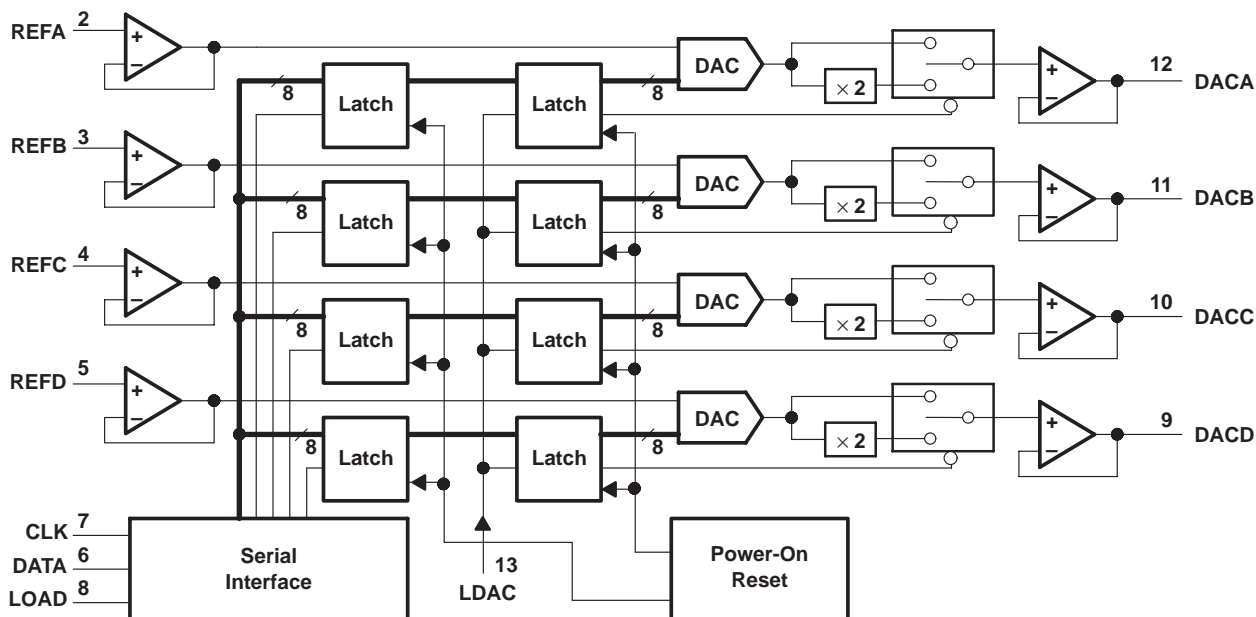 REFA 2 + − 8 Latch Latch 8 DAC × 2 + − 12 DACA
REFB 3 + − 8 Latch Latch 8 DAC × 2 + − 11 DACB
REFC 4 + − 8 Latch Latch 8 DAC × 2 + − 10 DACC
REFD 5 + − 8 Latch Latch 8 DAC × 2 + − 9 DACD
CLK 7
DATA 6
LOAD 8
Serial
Interface
13
LDAC
Power-On
Reset